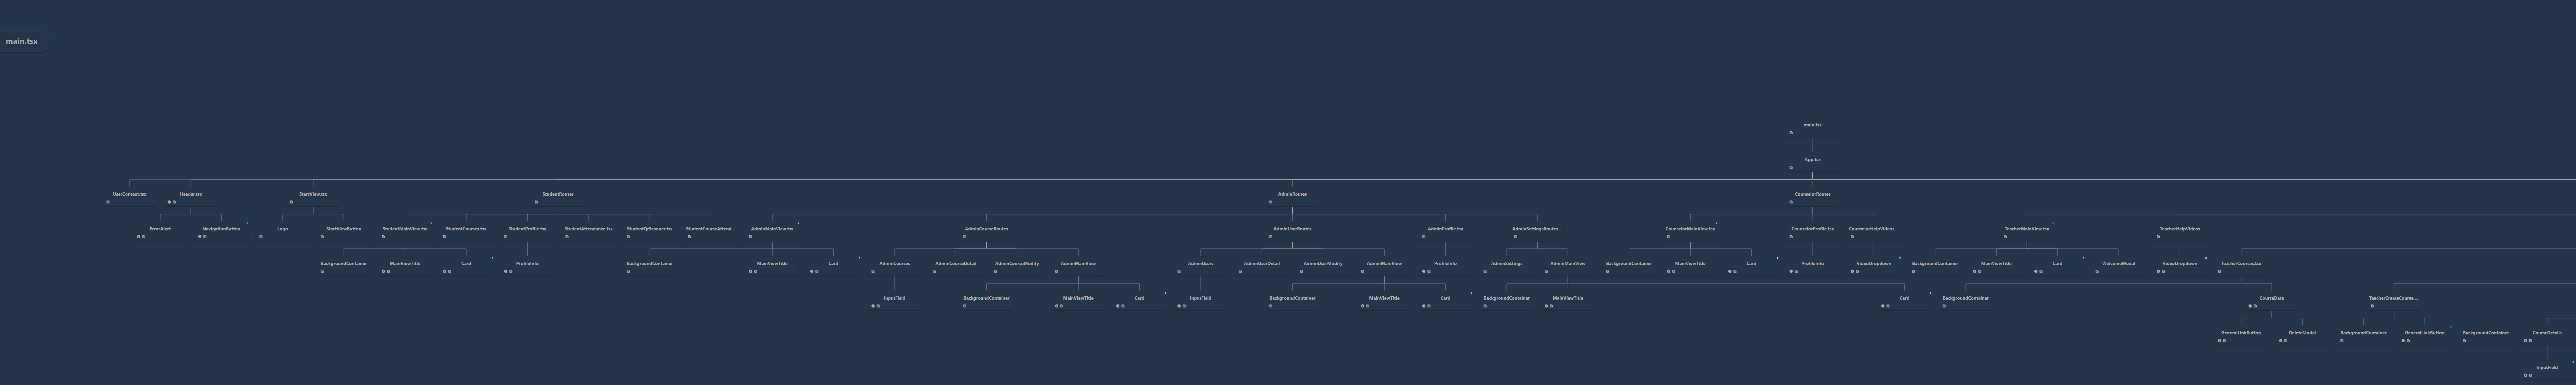 main.tsx
main.tsx
App.tsx
UserContext.tsx Header.tsx StartView.tsx StudentRoutes AdminRoutes CounselorRoutes
ErrorAlert NavigationButton Logo StartViewButton StudentMainView.tsx StudentCourses.tsx StudentProfile.tsx StudentAttendance.tsx StudentQrScanner.tsx StudentCourseAttend... AdminMainView.tsx AdminCourseRoutes AdminUserRoutes AdminProfile.tsx AdminSettingsRoutes... CounselorMainView.tsx CounselorProfile.tsx CounselorHelpVideos... TeacherMainView.tsx TeacherHelpVideos
BackgroundContainer MainViewTitle Card ProfileInfo BackgroundContainer MainViewTitle Card AdminCourses AdminCourseDetail AdminCourseModify AdminMainView AdminUsers AdminUserDetail AdminUserModify AdminMainView ProfileInfo AdminSettings AdminMainView BackgroundContainer MainViewTitle Card ProfileInfo VideoDropdown BackgroundContainer MainViewTitle Card WelcomeModal VideoDropdown TeacherCourses.tsx
InputField BackgroundContainer MainViewTitle Card InputField BackgroundContainer MainViewTitle Card BackgroundContainer MainViewTitle Card BackgroundContainer CourseData TeacherCreateCourse....
GeneralLinkButton DeleteModal BackgroundContainer GeneralLinkButton BackgroundContainer CourseDetails
InputField